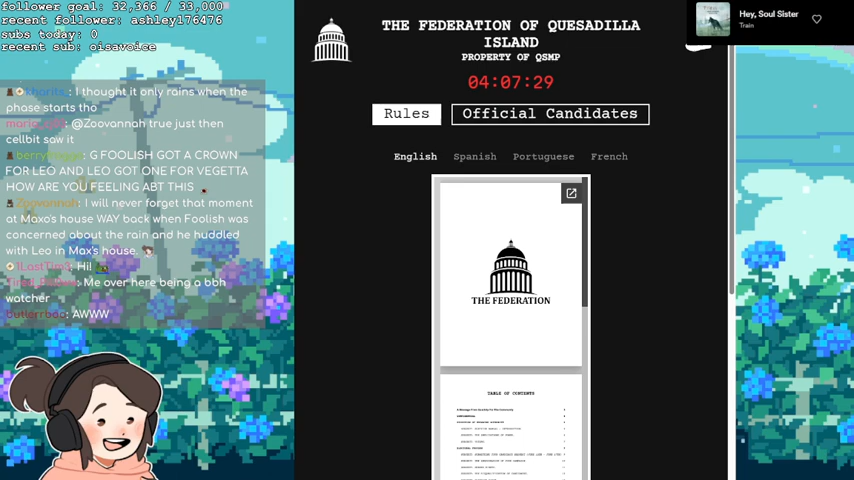 follower goal: 32,366 / 33,000
recent follower: ashley176476
subs today: 0
recent sub: oisavoice
: I thought it only rains when the
phase starts tho
: @Zoovannah true just then
cellbit saw it
: G FOOLISH GOT A CROWN
FOR LEO AND LEO GOT ONE FOR VEGETTA
HOW ARE YOU FEELING ABT THIS
Zoovannah: I will never forget that moment
at Maxo's house WAY back when Foolish was
concerned about the rain and he huddled
with Leo in Max's house.
: Hi!
: Me over here being a bbh
watcher
: AWWW
THE FEDERATION OF QUESADILLA
ISLAND
PROPERTY OF QSMP
04:07:29
Rules
Official Candidates
English Spanish Portuguese French
THE FEDERATION
TABLE OF CONTENTS
Hey, Soul Sister
Train